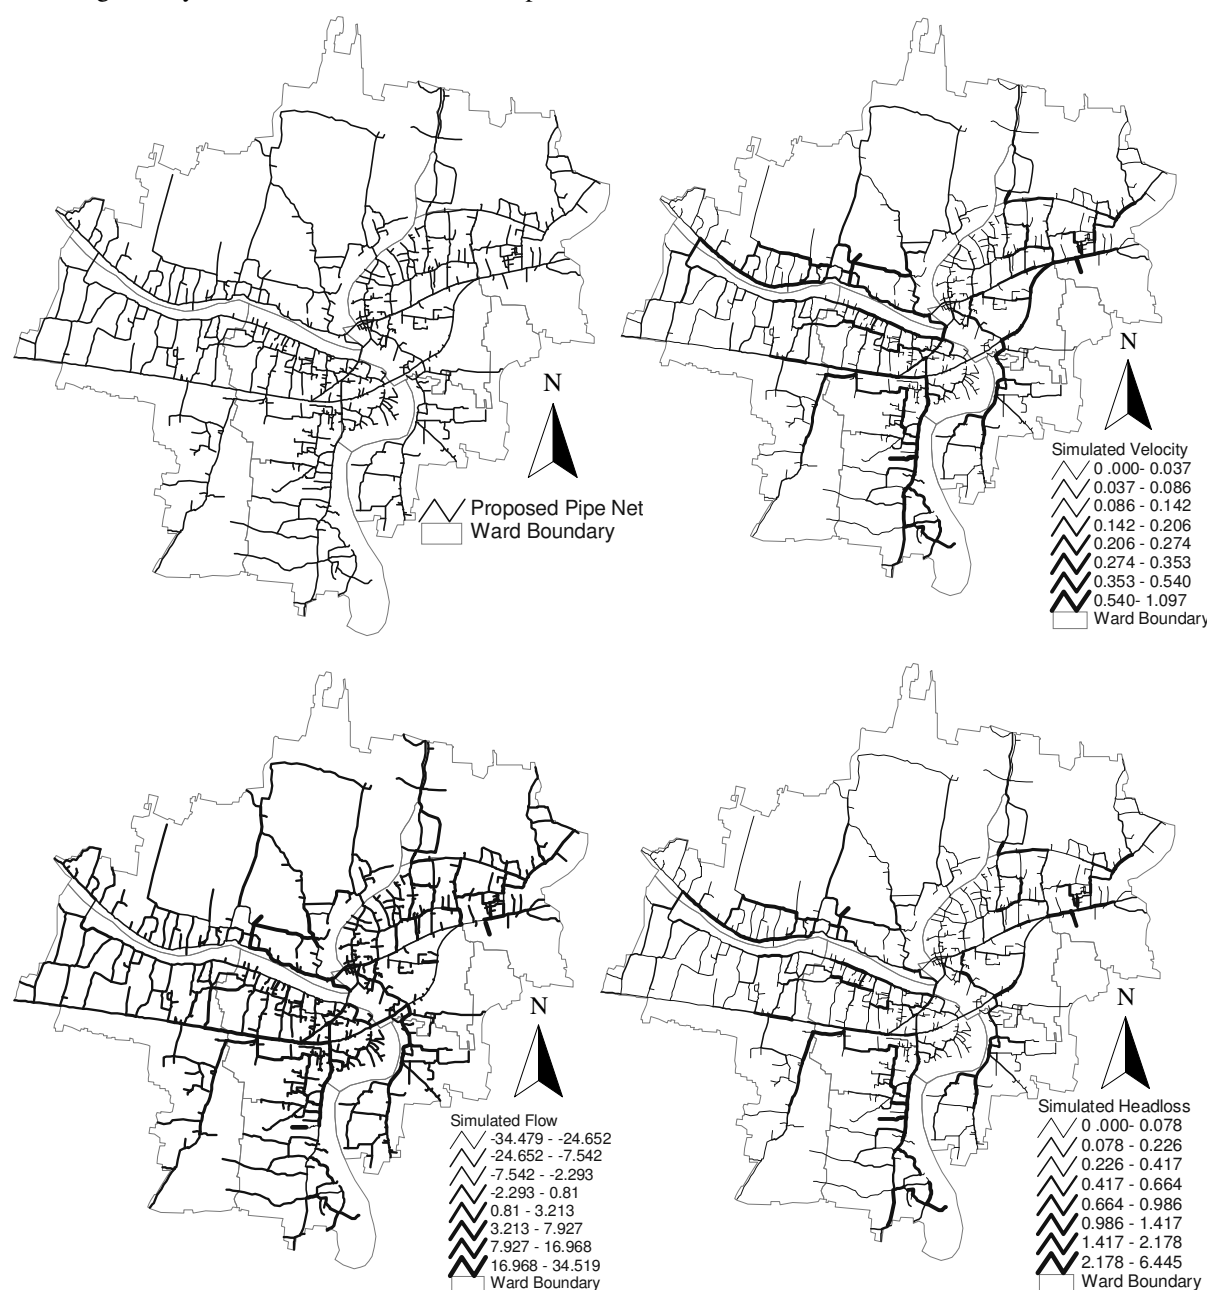 N
Proposed Pipe Net
Ward Boundary
N
Simulated Velocity
0 .000- 0.037
0.037 - 0.086
0.086 - 0.142
0.142 - 0.206
0.206 - 0.274
0.274 - 0.353
0.353 - 0.540
0.540- 1.097
Ward Boundary
N
Simulated Flow
-34.479 - -24.652
-24.652 - -7.542
-7.542 - -2.293
-2.293 - 0.81
0.81 - 3.213
3.213 - 7.927
7.927 - 16.968
16.968 - 34.519
Ward Boundary
N
Simulated Headloss
0 .000- 0.078
0.078 - 0.226
0.226 - 0.417
0.417 - 0.664
0.664 - 0.986
0.986 - 1.417
1.417 - 2.178
2.178 - 6.445
Ward Boundary